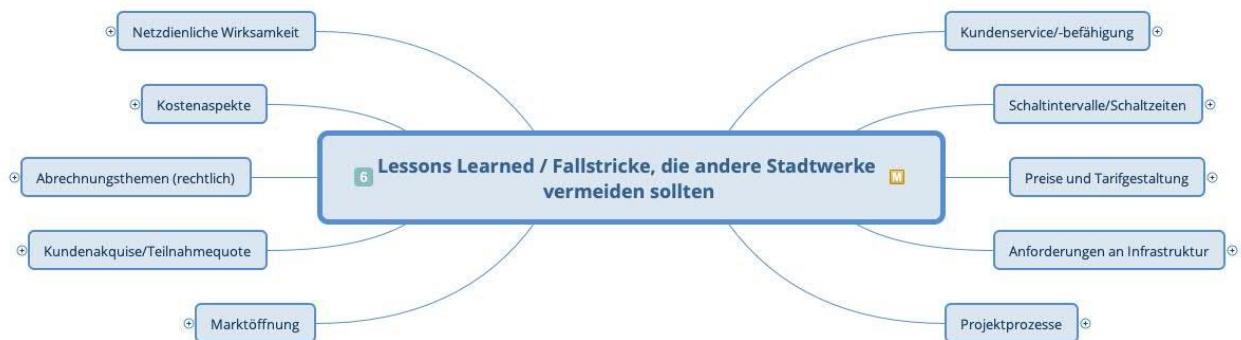 Netzdienliche Wirksamkeit
Kundenservice/-befähigung
Kostenaspekte
Schaltintervalle/Schaltzeiten
6
Lessons Learned / Fallstricke, die andere Stadtwerke
vermeiden sollten
M
Abrechnungsthemen (rechtlich)
Preise und Tarifgestaltung
Kundenakquise/Teilnahmequote
Anforderungen an Infrastruktur
Marktöffnung
Projektprozesse